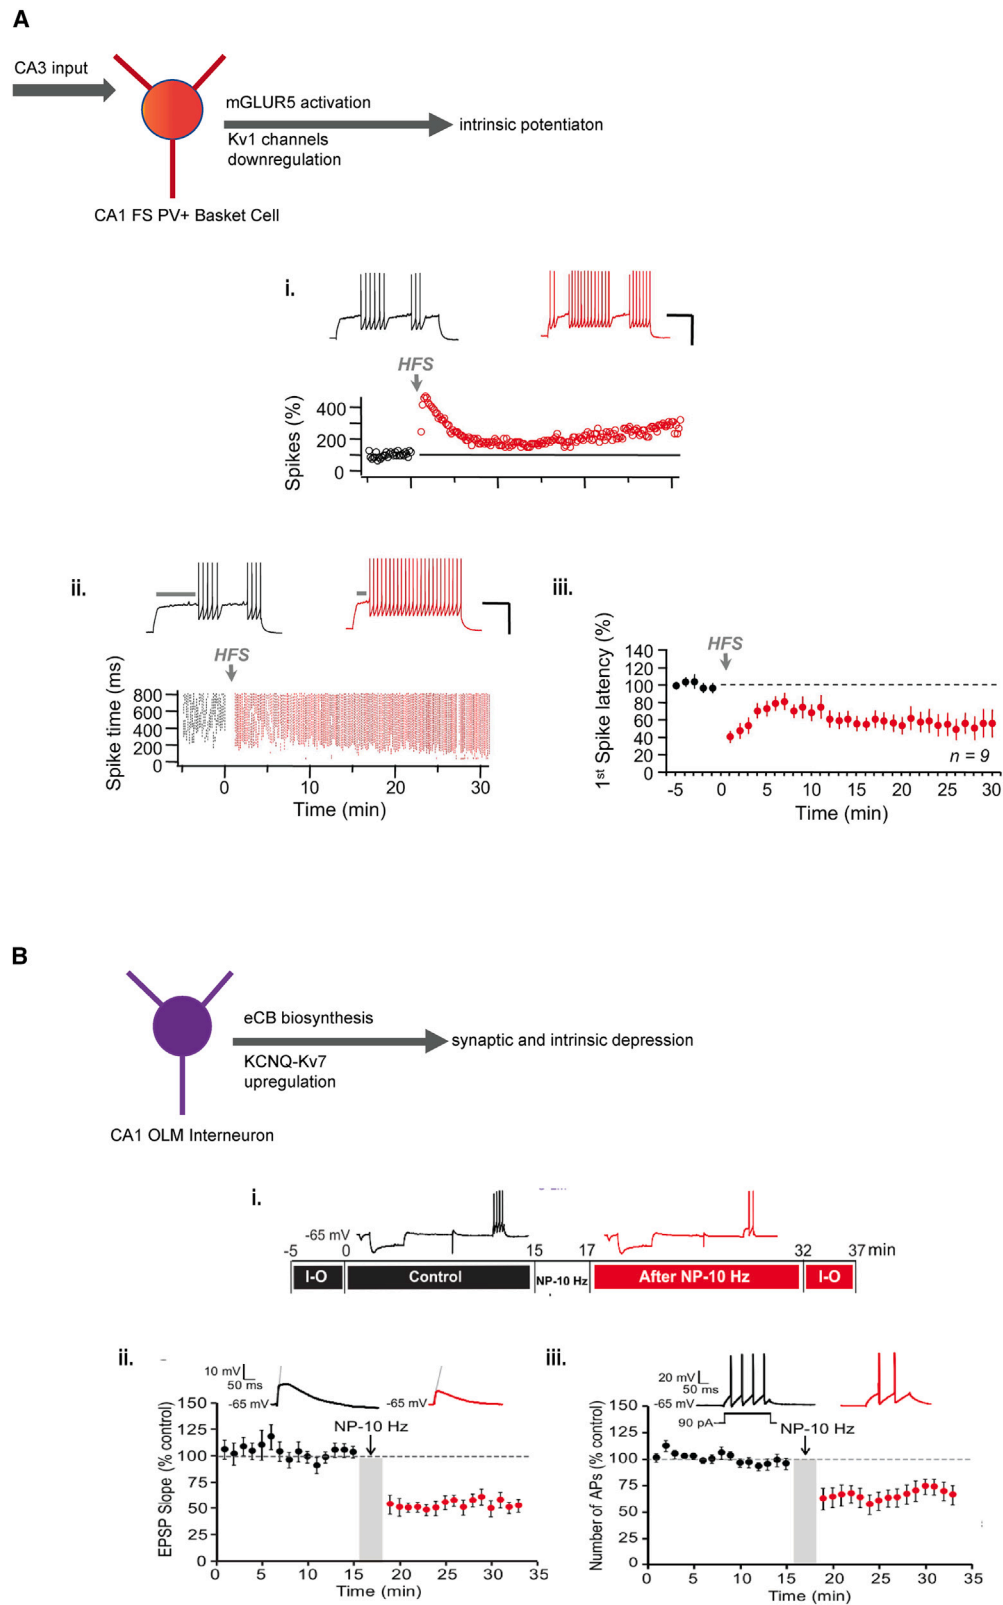 A
CA3 input
mGLUR5 activation
intrinsic potentiaton
Kv1 channels
downregulation
CA1 FS PV+ Basket Cell
i.
HFS
Spikes (%)
400
200
0
ii.
HFS
Spike time (ms)
800
600
400
200
0
0 10 20 30
Time (min)
iii.
HFS
1st Spike latency (%)
140
120
100
80
60
40
20
0
n = 9
-5 0 5 10 15 20 25 30
Time (min)
B
eCB biosynthesis
synaptic and intrinsic depression
KCNQ-Kv7
upregulation
CA1 OLM Interneuron
i.
-65 mV
-5 0 15 17 32 37 min
I-O Control NP-10 Hz After NP-10 Hz I-O
ii.
10 mV
50 ms
-65 mV
-65 mV
NP-10 Hz
EPSP Slope (% control)
150
125
100
75
50
25
0
0 5 10 15 20 25 30 35
Time (min)
iii.
20 mV
50 ms
-65 mV
90 pA
NP-10 Hz
Number of APs (% control)
150
125
100
75
50
25
0
0 5 10 15 20 25 30 35
Time (min)